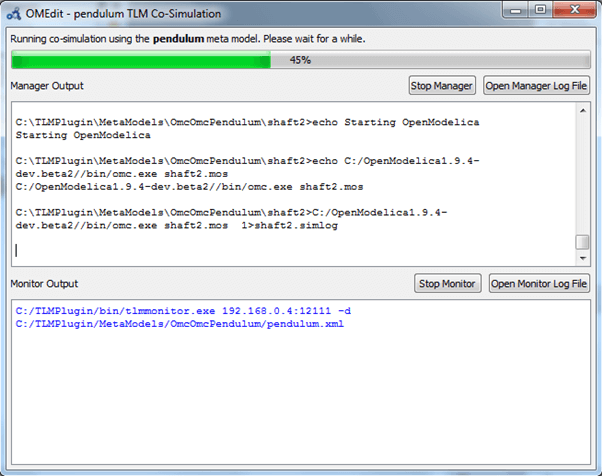 OMEdit - pendulum TLM Co-Simulation
Running co-simulation using the pendulum meta model. Please wait for a while.
45%
Manager Output
Stop Manager
Open Manager Log File
C:\TLMPlugin\MetaModels\OmcOmcPendulum\shaft2>echo Starting OpenModelica
Starting OpenModelica
C:\TLMPlugin\MetaModels\OmcOmcPendulum\shaft2>echo C:/OpenModelica1.9.4-
dev.beta2//bin/omc.exe shaft2.mos
C:/OpenModelica1.9.4-dev.beta2//bin/omc.exe shaft2.mos
C:\TLMPlugin\MetaModels\OmcOmcPendulum\shaft2>C:/OpenModelica1.9.4-
dev.beta2//bin/omc.exe shaft2.mos  1>shaft2.simlog
Monitor Output
Stop Monitor
Open Monitor Log File
C:/TLMPlugin/bin/tlmmonitor.exe 192.168.0.4:12111 -d
C:/TLMPlugin/MetaModels/OmcOmcPendulum/pendulum.xml